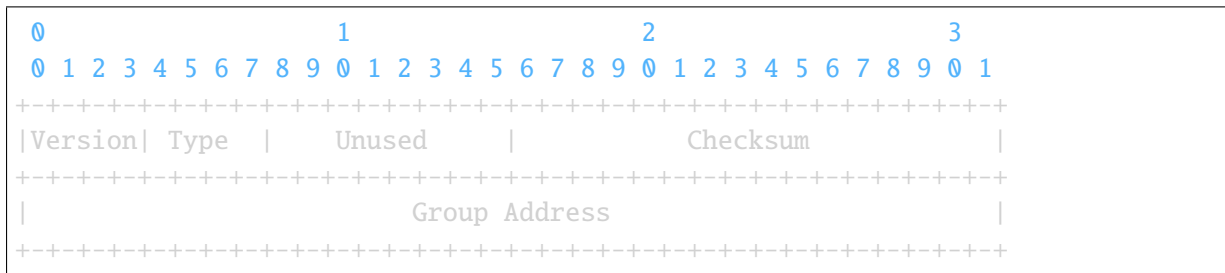 0                   1                   2                   3
 0 1 2 3 4 5 6 7 8 9 0 1 2 3 4 5 6 7 8 9 0 1 2 3 4 5 6 7 8 9 0 1
+-+-+-+-+-+-+-+-+-+-+-+-+-+-+-+-+-+-+-+-+-+-+-+-+-+-+-+-+-+-+-+-+
|Version| Type  |    Unused     |           Checksum            |
+-+-+-+-+-+-+-+-+-+-+-+-+-+-+-+-+-+-+-+-+-+-+-+-+-+-+-+-+-+-+-+-+
|                         Group Address                         |
+-+-+-+-+-+-+-+-+-+-+-+-+-+-+-+-+-+-+-+-+-+-+-+-+-+-+-+-+-+-+-+-+